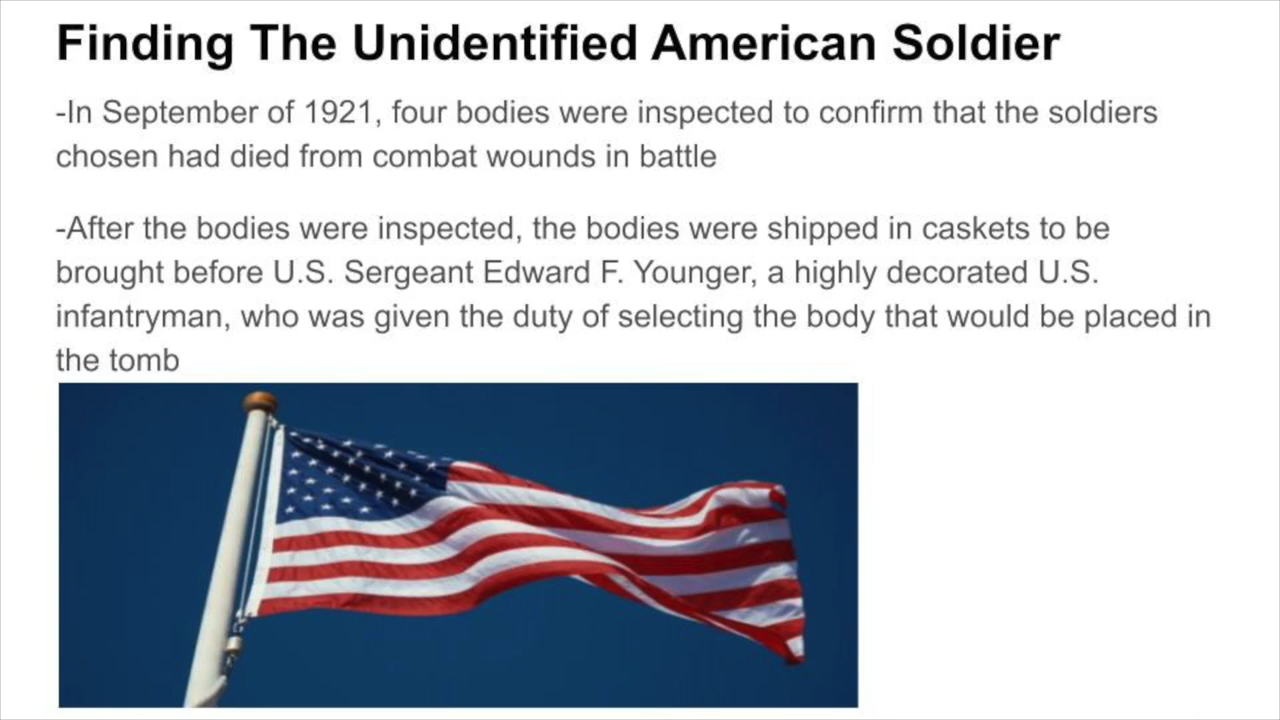 Finding The Unidentified American Soldier
-In September of 1921, four bodies were inspected to confirm that the soldiers
chosen had died from combat wounds in battle
-After the bodies were inspected, the bodies were shipped in caskets to be
brought before U.S. Sergeant Edward F. Younger, a highly decorated U.S.
infantryman, who was given the duty of selecting the body that would be placed in
the tomb